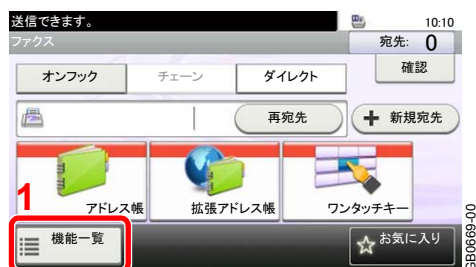 送信できます。 10:10
ファクス 宛先: 0
オンフック チェーン ダイレクト 確認
再宛先 + 新規宛先
アドレス帳 拡張アドレス帳 ワンタッチキー
1
機能一覧 お気に入り
GB0669-00